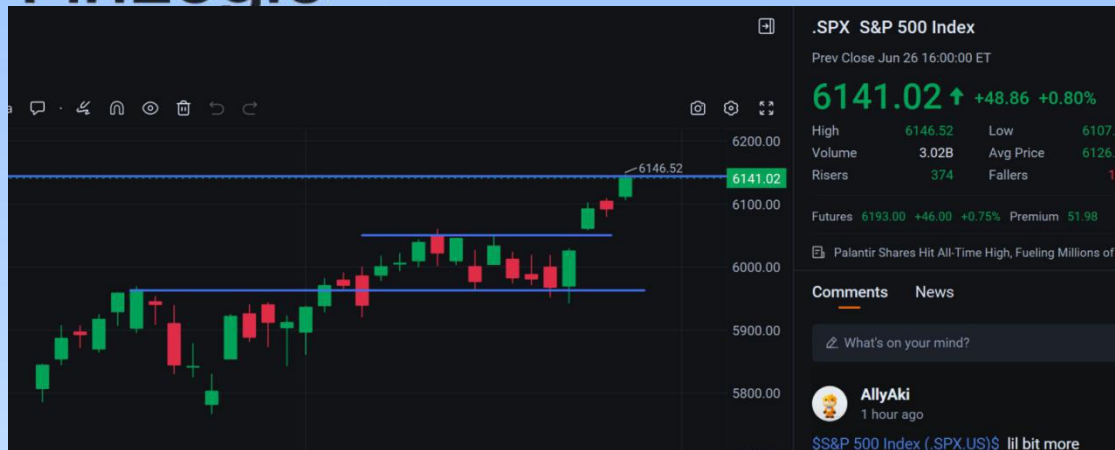 .SPX S&P 500 Index
Prev Close Jun 26 16:00:00 ET
6141.02 +48.86 +0.80%
High 6146.52 Low
Volume 3.02B Avg Price
Risers 374 Fallers
Futures 6193.00 +46.00 +0.75% Premium 51.98
Palantir Shares Hit All-Time High, Fueling Millions of
Comments News
What's on your mind?
AllyAki
1 hour ago
$S&P 500 Index (.SPX.US)$ lil bit more
6200.00
6146.52
6141.02
6100.00
6000.00
5900.00
5800.00